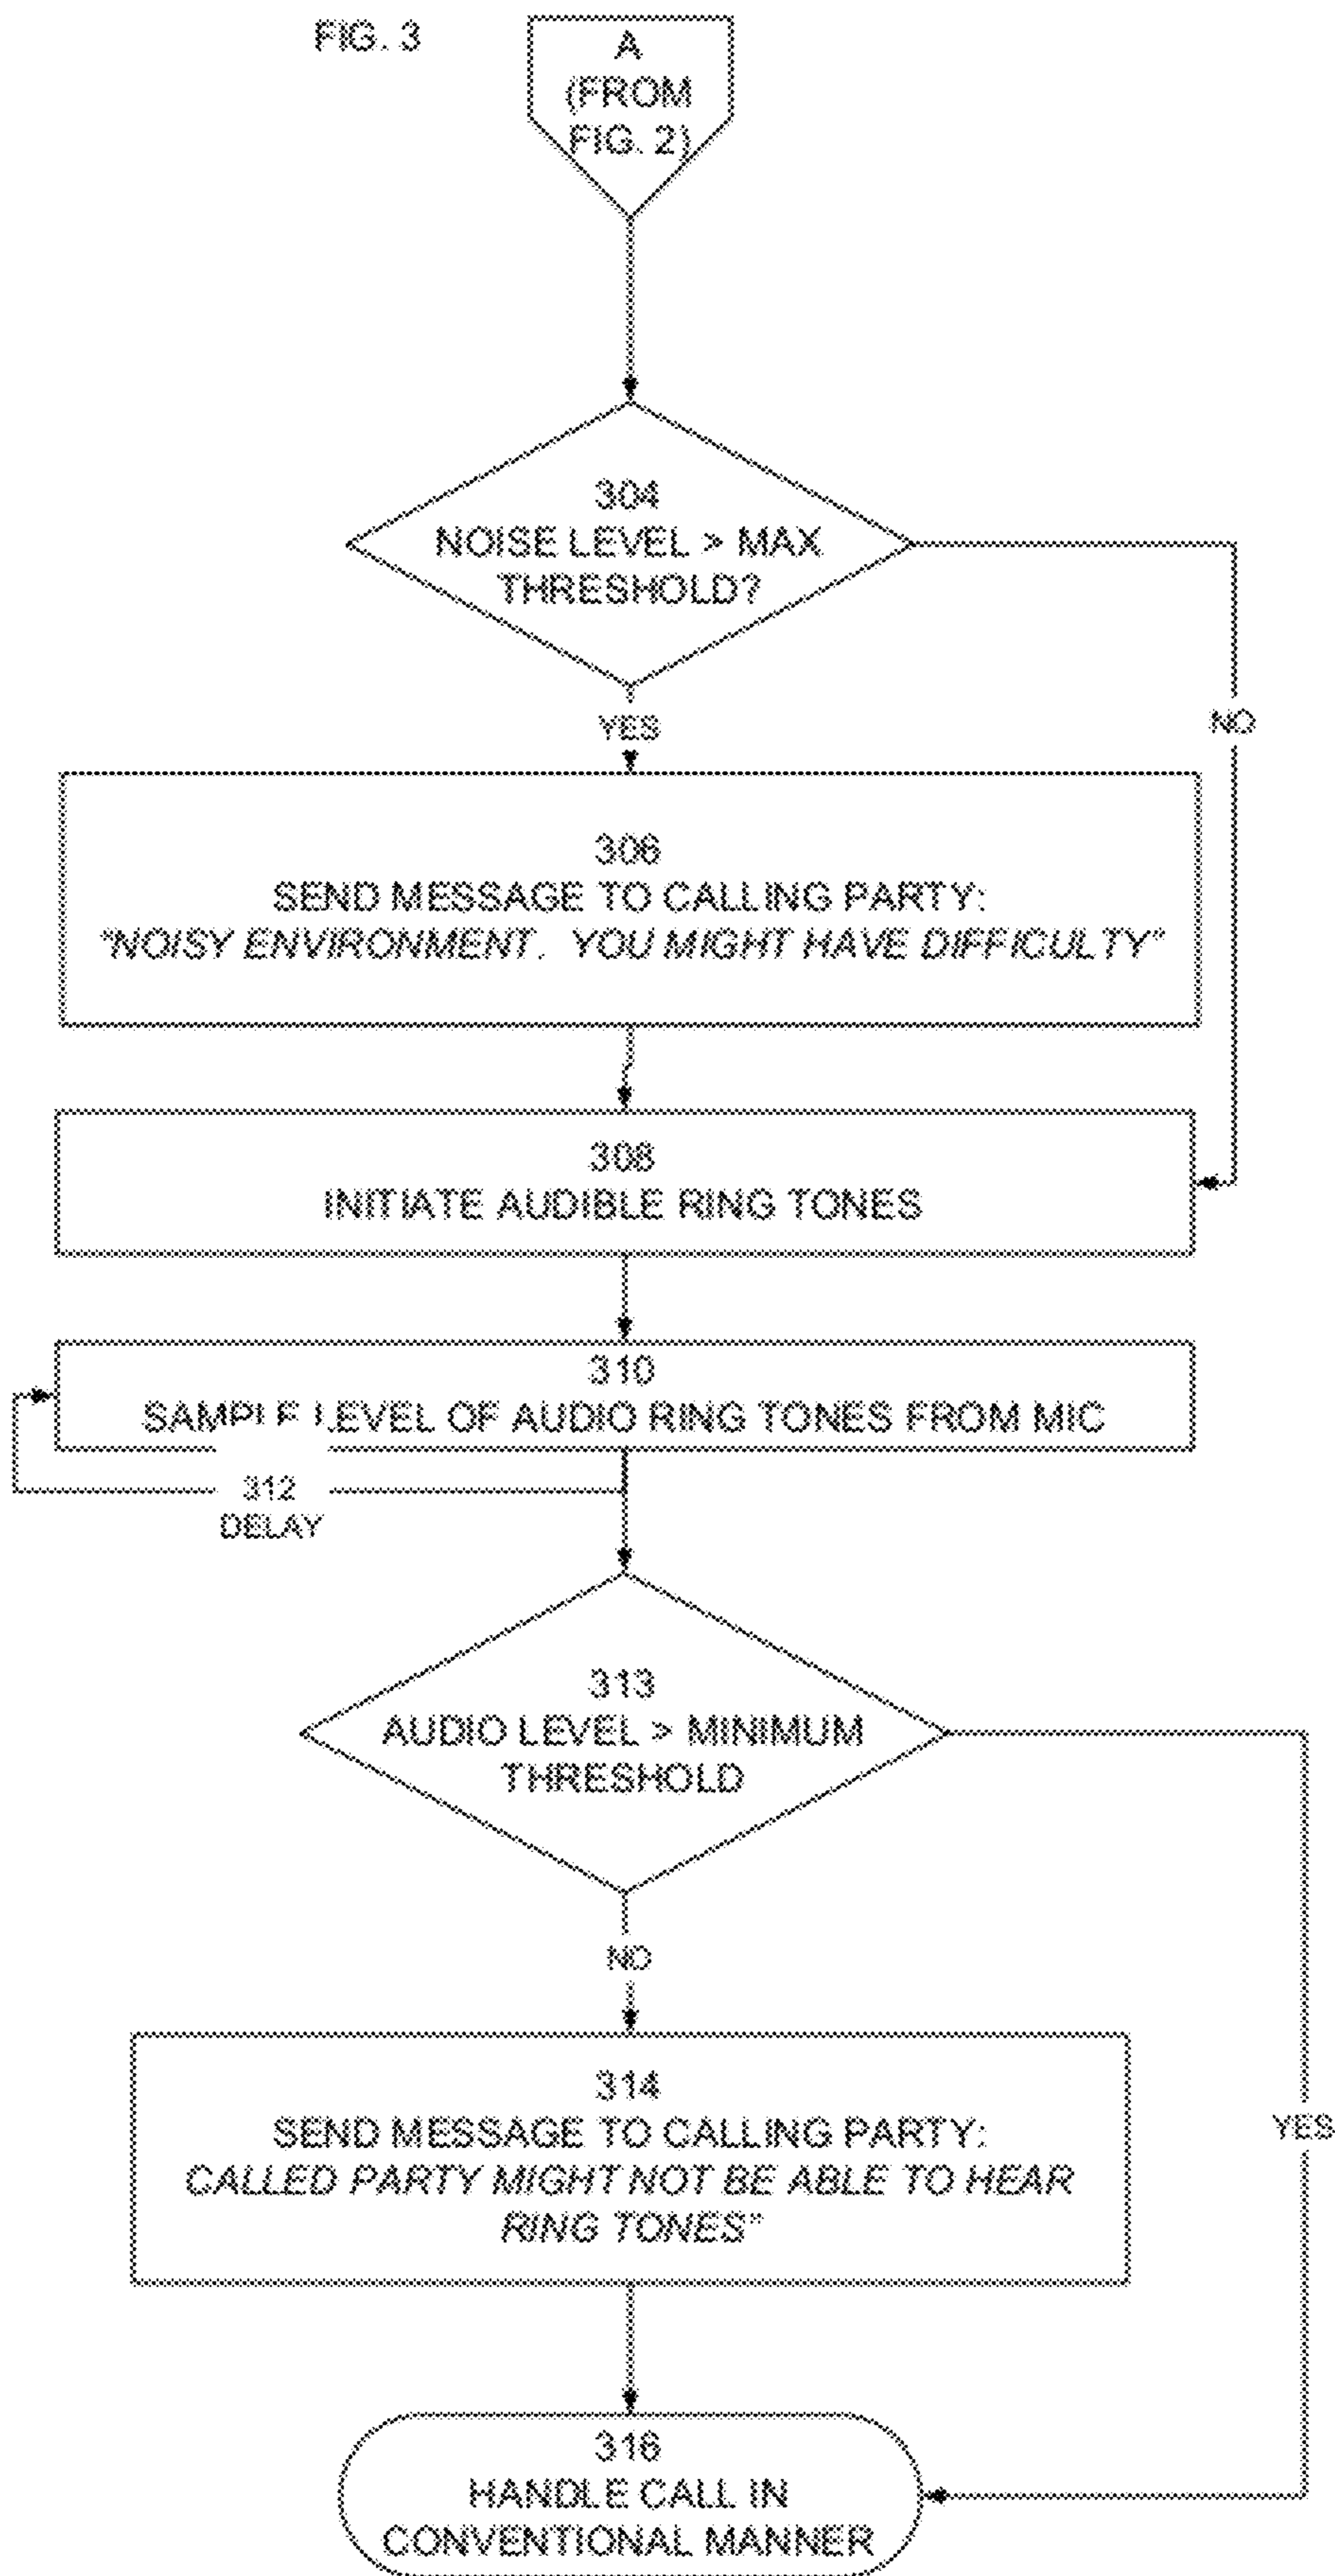 FIG. 3
A
(FROM
FIG. 2)
304
NOISE LEVEL > MAX
THRESHOLD?
YES
NO
306
SEND MESSAGE TO CALLING PARTY:
"NOISY ENVIRONMENT. YOU MIGHT HAVE DIFFICULTY"
308
INITIATE AUDIBLE RING TONES
310
SAMPLE LEVEL OF AUDIO RING TONES FROM MIC
312
DELAY
313
AUDIO LEVEL > MINIMUM
THRESHOLD
NO
314
SEND MESSAGE TO CALLING PARTY:
CALLED PARTY MIGHT NOT BE ABLE TO HEAR
RING TONES"
YES
316
HANDLE CALL IN
CONVENTIONAL MANNER